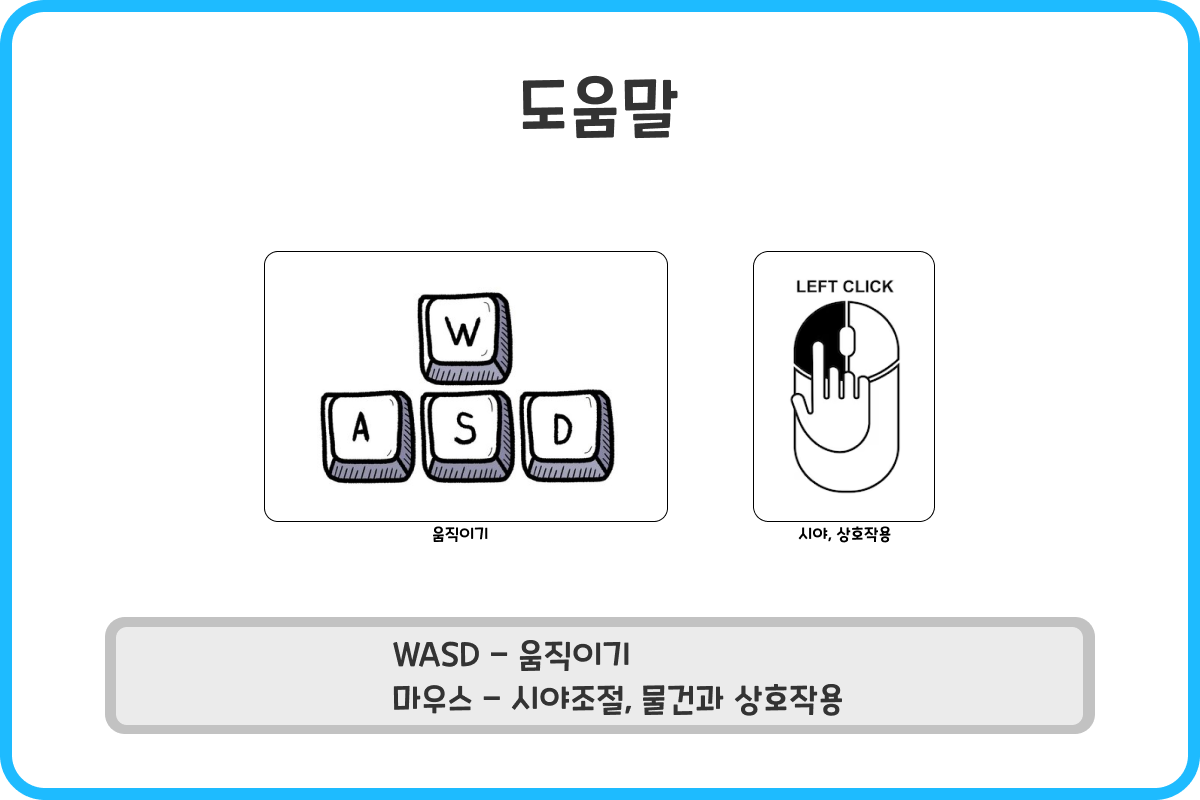 도움말
LEFT CLICK
W
A S D
움직이기
시야, 상호작용
WASD - 움직이기
마우스 - 시야조절, 물건과 상호작용